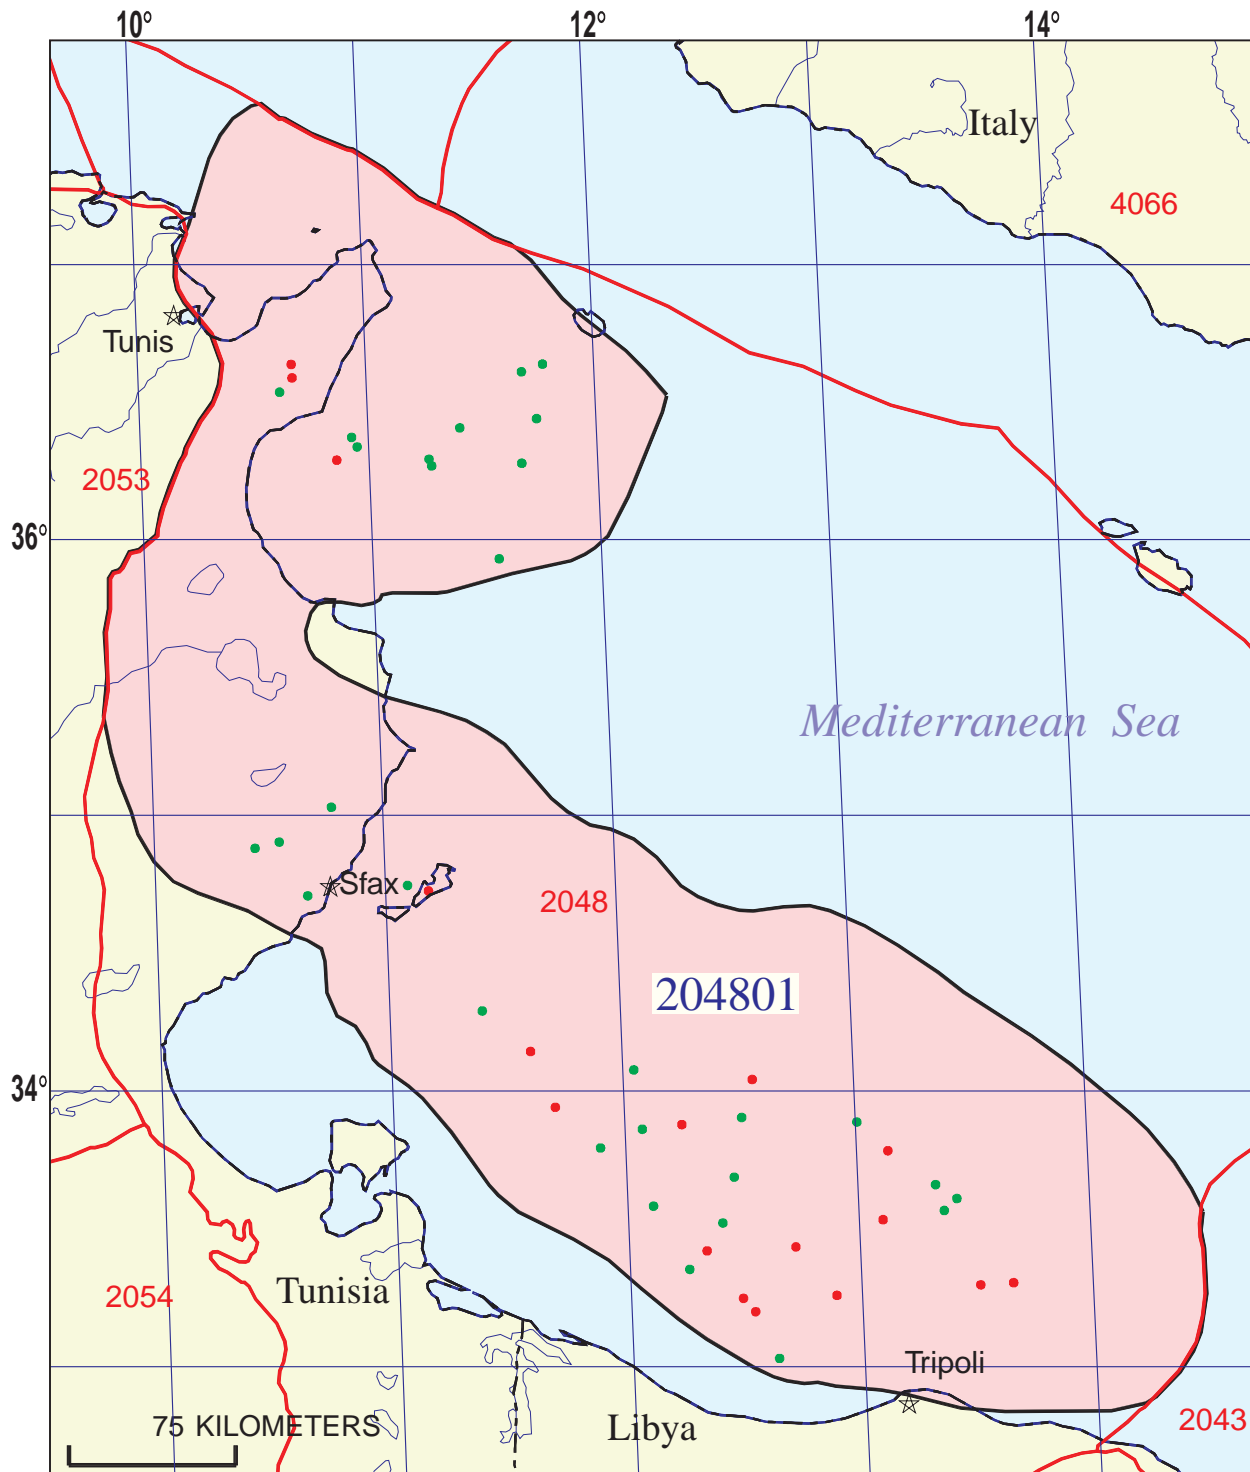 10° 12° 14°
Italy
4066
Tunis
2053
36°
Mediterranean Sea
Sfax
2048
204801
34°
Tunisia
2054
Tripoli
2043
75 KILOMETERS
Libya